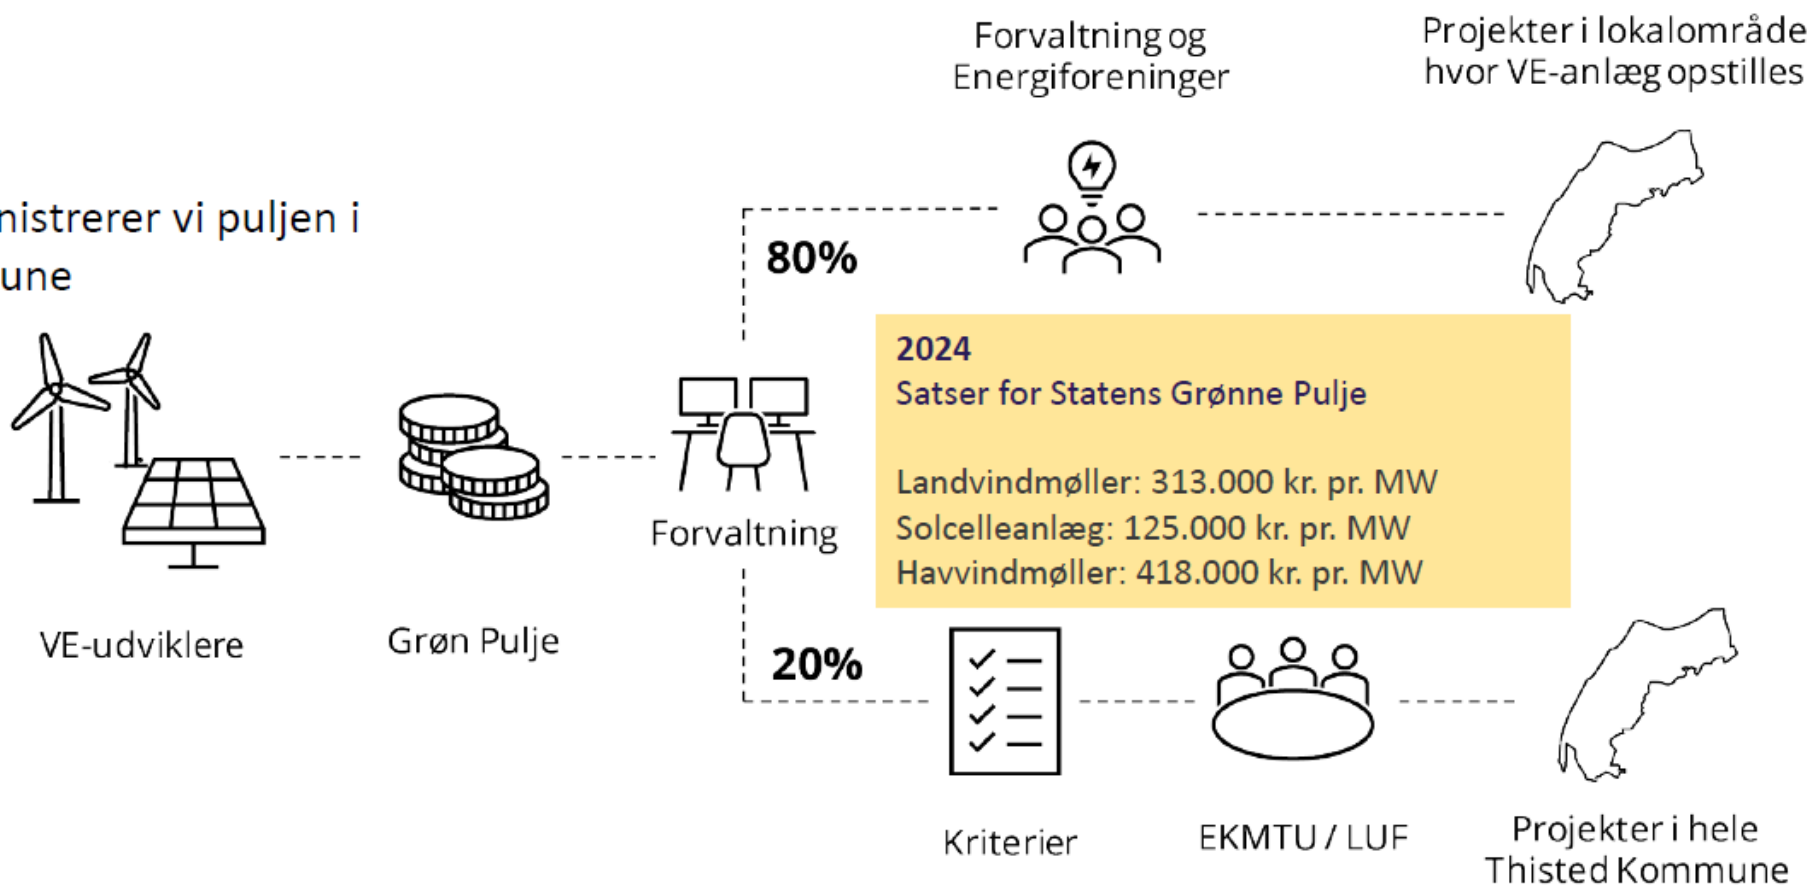 Forvaltning og
Energiforeninger
Projekter i lokalområde
hvor VE-anlæg opstilles
nistrerer vi puljen i
une
80%
2024
Satser for Statens Grønne Pulje
Landvindmøller: 313.000 kr. pr. MW
Solcelleanlæg: 125.000 kr. pr. MW
Havvindmøller: 418.000 kr. pr. MW
Forvaltning
VE-udviklere
Grøn Pulje
20%
Kriterier
EKMTU / LUF
Projekter i hele
Thisted Kommune